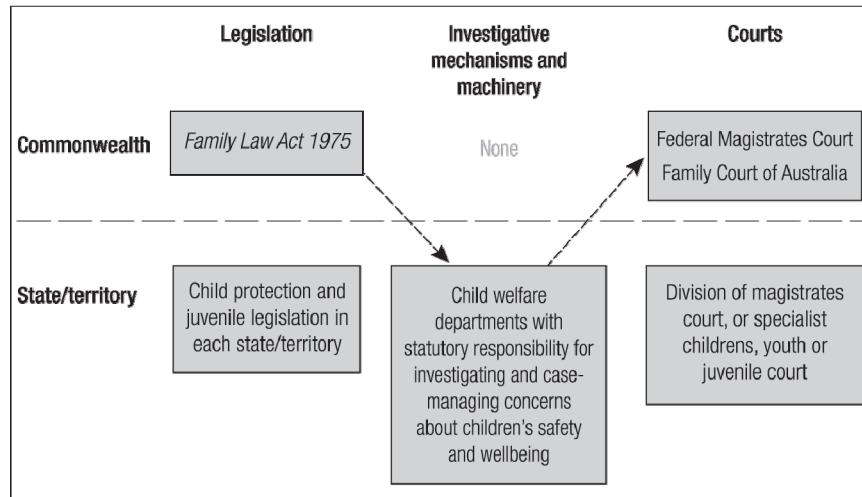 Legislation
Investigative
mechanisms and
machinery
Courts
Commonwealth
Family Law Act 1975
None
Federal Magistrates Court
Family Court of Australia
State/territory
Child protection and
juvenile legislation in
each state/territory
Child welfare
departments with
statutory responsibility for
investigating and case-
managing concerns
about children's safety
and wellbeing
Division of magistrates
court, or specialist
childrens, youth or
juvenile court